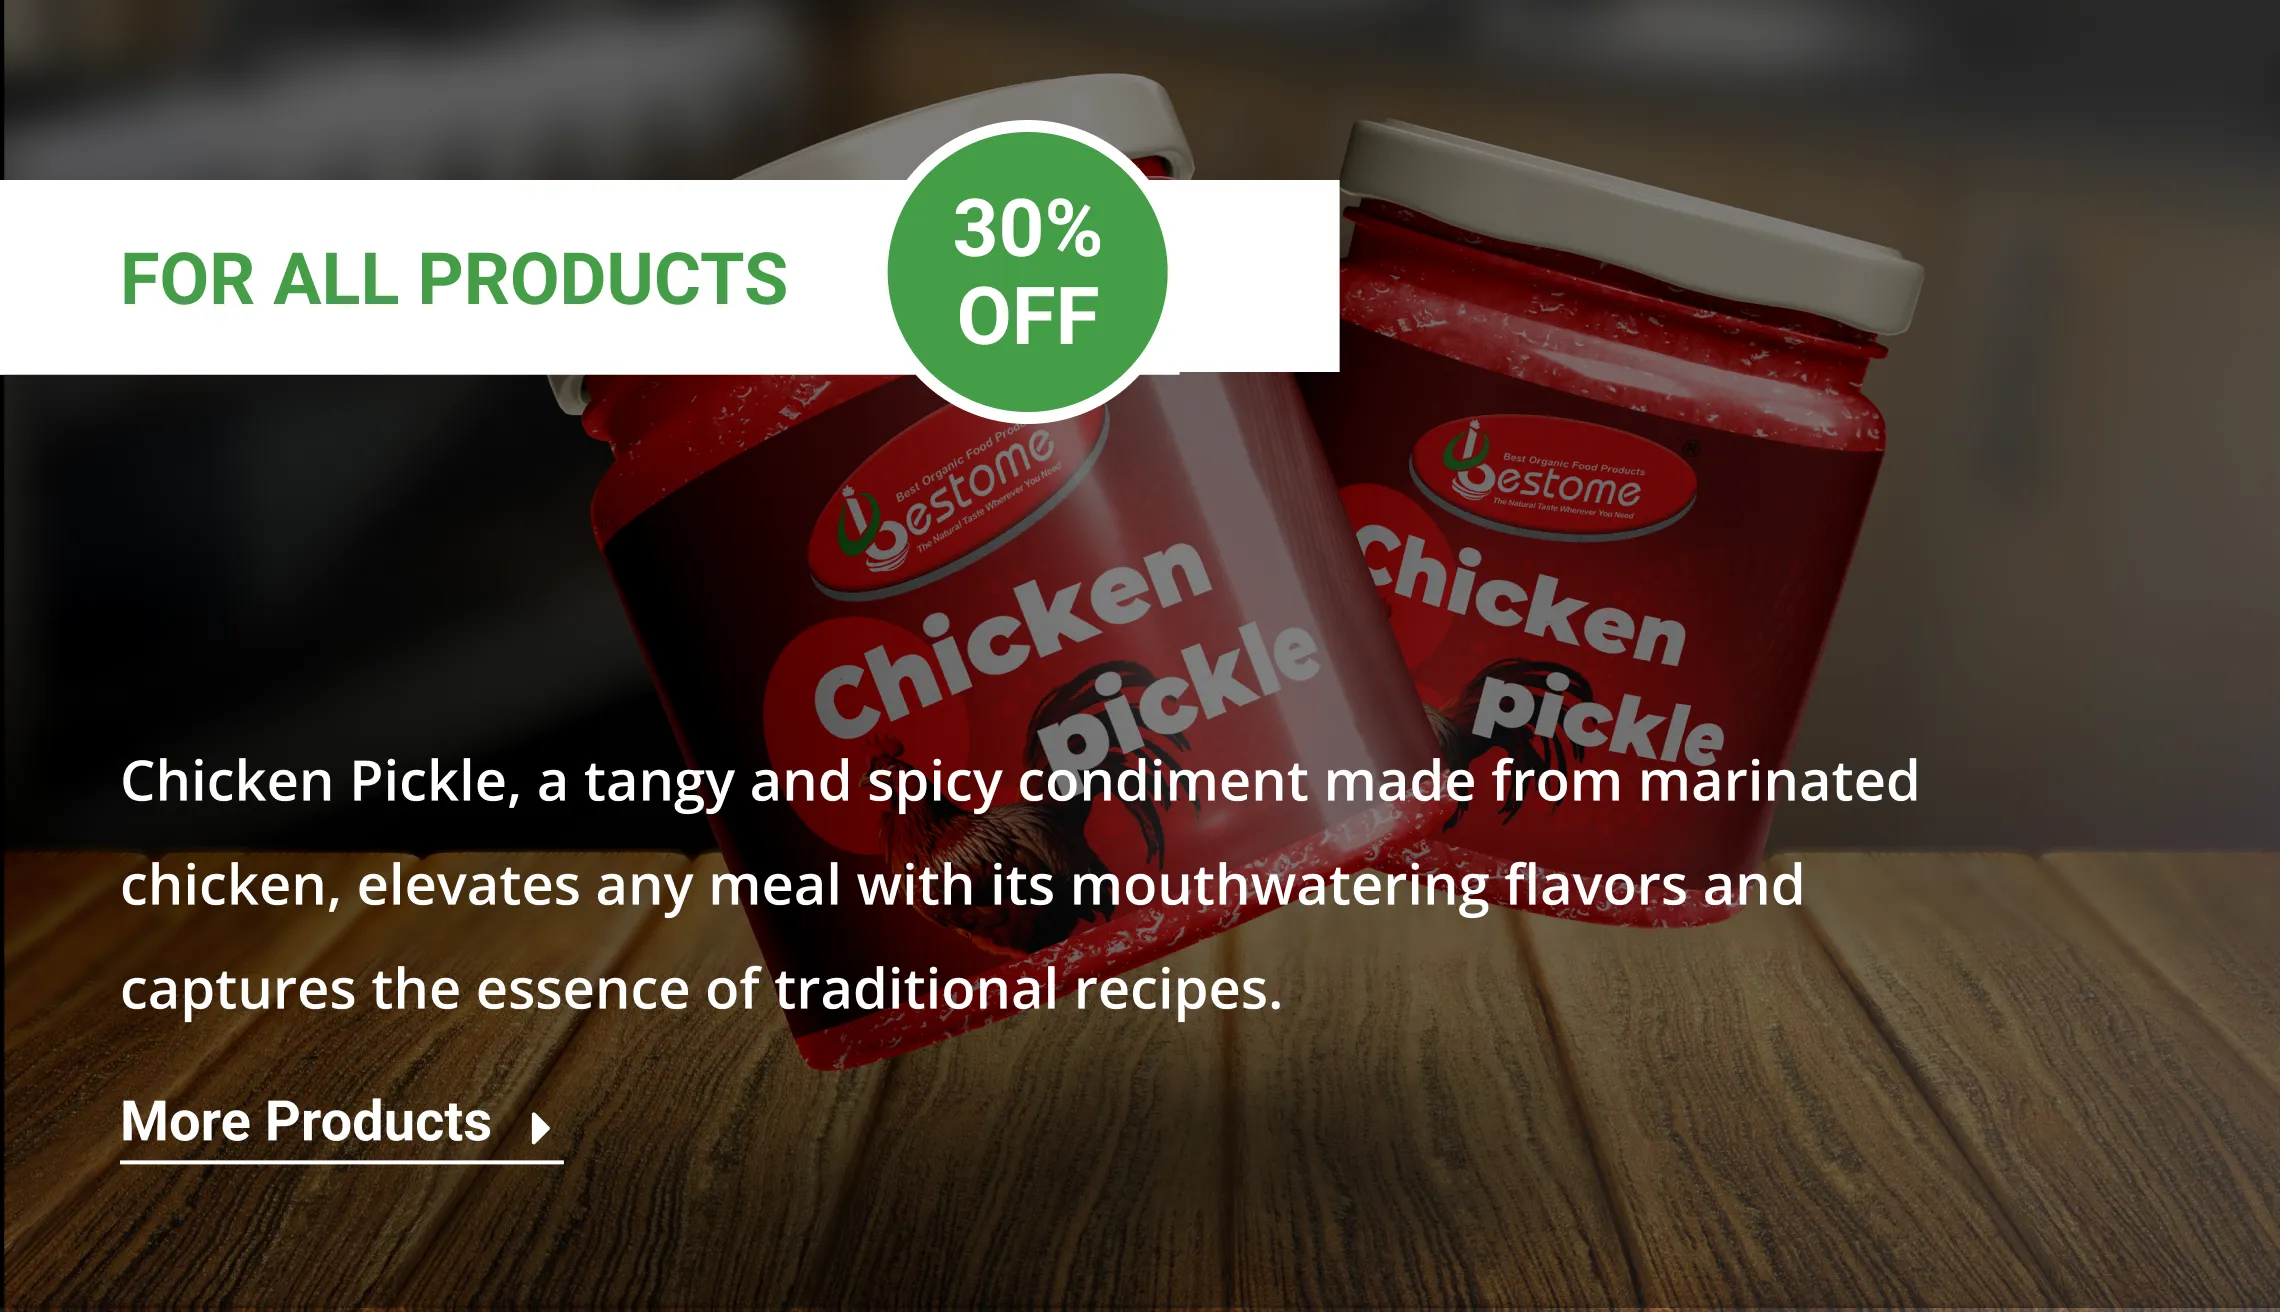 FOR ALL PRODUCTS
30%
OFF
Best Organic Food Produ
Bestome
The Natural Taste Wherever You Need
Chicken
pickle
®
Best Organic Food Products
Bestome
The Natural Taste Wherever You Need
Chicken
pickle
Chicken Pickle, a tangy and spicy condiment made from marinated
chicken, elevates any meal with its mouthwatering flavors and
captures the essence of traditional recipes.
More Products